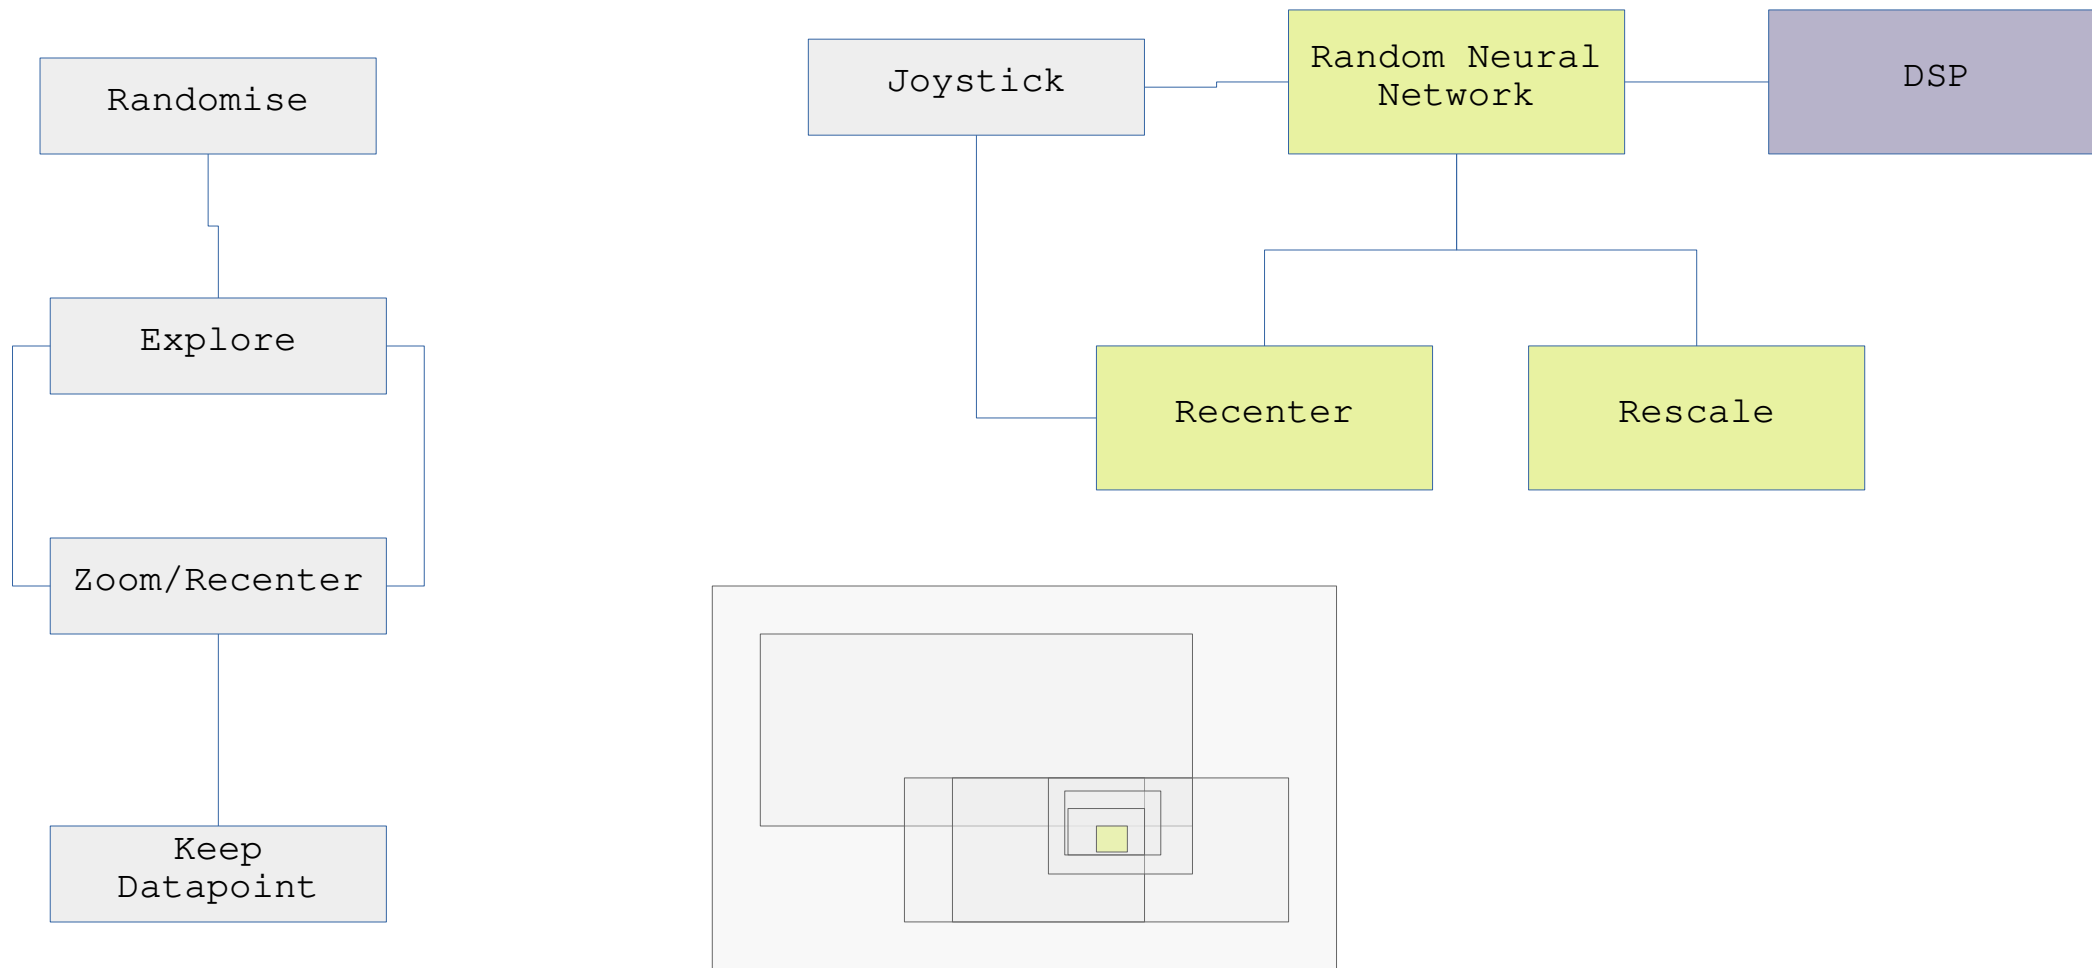 Randomise
Explore
Zoom/Recenter
Keep
Datapoint
Joystick
Random Neural
Network
DSP
Recenter
Rescale